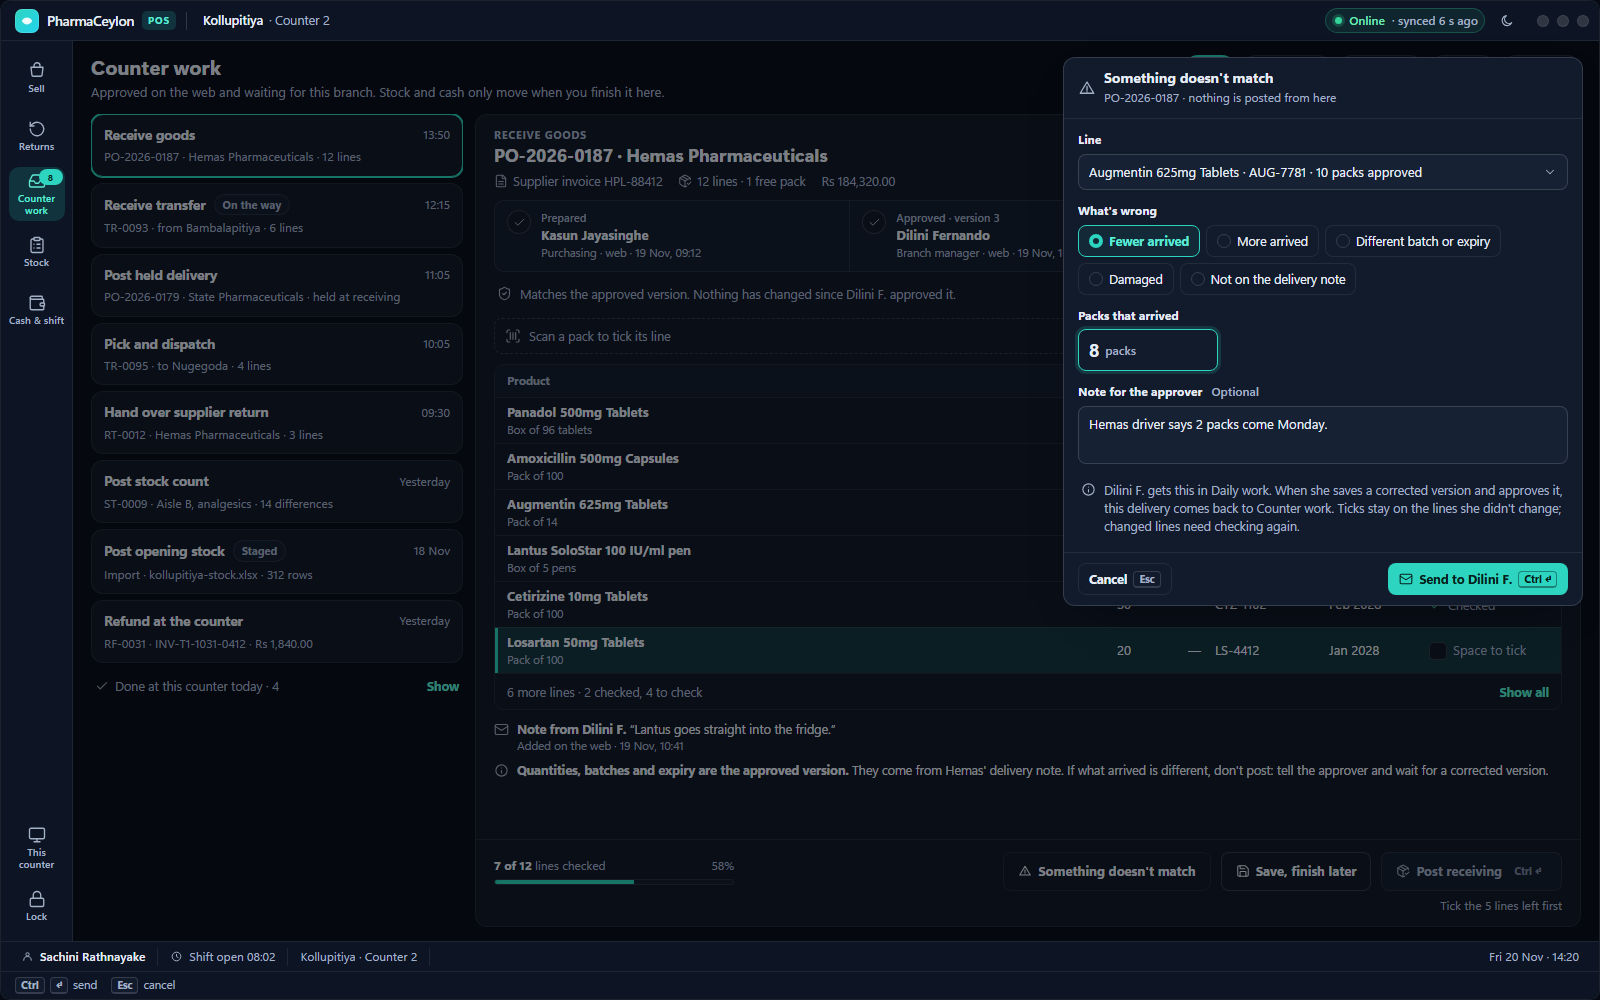 PharmaCeylon POS Kollupitiya · Counter 2
Online · synced 6 s ago
Sell
Returns
8
Counter work
Stock
Cash & shift
This counter
Lock
Counter work
Approved on the web and waiting for this branch. Stock and cash only move when you finish it here.
Receive goods 13:50
PO-2026-0187 · Hemas Pharmaceuticals · 12 lines
Receive transfer On the way 12:15
TR-0093 · from Bambalapitiya · 6 lines
Post held delivery 11:05
PO-2026-0179 · State Pharmaceuticals · held at receiving
Pick and dispatch 10:05
TR-0095 · to Nugegoda · 4 lines
Hand over supplier return 09:30
RT-0012 · Hemas Pharmaceuticals · 3 lines
Post stock count Yesterday
ST-0009 · Aisle B, analgesics · 14 differences
Post opening stock Staged 18 Nov
Import · kollupitiya-stock.xlsx · 312 rows
Refund at the counter Yesterday
RF-0031 · INV-T1-1031-0412 · Rs 1,840.00
Done at this counter today · 4 Show
RECEIVE GOODS
PO-2026-0187 · Hemas Pharmaceuticals
Supplier invoice HPL-88412 12 lines · 1 free pack Rs 184,320.00
Prepared
Kasun Jayasinghe
Purchasing · web · 19 Nov, 09:12
Approved · version 3
Dilini Fernando
Branch manager · web · 19 Nov, 1
Matches the approved version. Nothing has changed since Dilini F. approved it.
Scan a pack to tick its line
Product
Panadol 500mg Tablets
Box of 96 tablets
Amoxicillin 500mg Capsules
Pack of 100
Augmentin 625mg Tablets
Pack of 14
Lantus SoloStar 100 IU/ml pen
Box of 5 pens
Cetirizine 10mg Tablets
Pack of 100
Checked
Losartan 50mg Tablets
Pack of 100
20 — LS-4412 Jan 2028 Space to tick
6 more lines · 2 checked, 4 to check Show all
Note from Dilini F. "Lantus goes straight into the fridge."
Added on the web · 19 Nov, 10:41
Quantities, batches and expiry are the approved version. They come from Hemas' delivery note. If what arrived is different, don't post: tell the approver and wait for a corrected version.
7 of 12 lines checked 58%
Something doesn't match
Save, finish later
Post receiving Ctrl ↵
Tick the 5 lines left first
Something doesn't match
PO-2026-0187 · nothing is posted from here
Line
Augmentin 625mg Tablets · AUG-7781 · 10 packs approved
What's wrong
Fewer arrived More arrived Different batch or expiry
Damaged Not on the delivery note
Packs that arrived
8 packs
Note for the approver Optional
Hemas driver says 2 packs come Monday.
Dilini F. gets this in Daily work. When she saves a corrected version and approves it,
this delivery comes back to Counter work. Ticks stay on the lines she didn't change;
changed lines need checking again.
Cancel Esc
Send to Dilini F. Ctrl ↵
Sachini Rathnayake Shift open 08:02 Kollupitiya · Counter 2 Fri 20 Nov · 14:20
Ctrl ↵ send Esc cancel